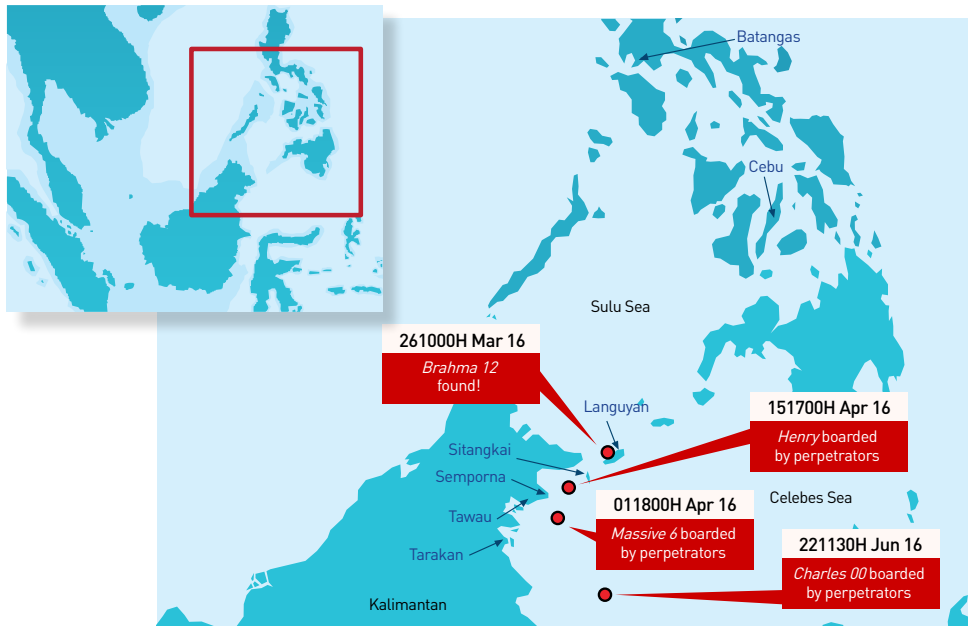 Batangas
Cebu
Sulu Sea
261000H Mar 16
Brahma 12
found!
Languyan
151700H Apr 16
Henry boarded
by perpetrators
Sitangkai
Semporna
011800H Apr 16
Massive 6 boarded
by perpetrators
Celebes Sea
Tawau
221130H Jun 16
Charles 00 boarded
by perpetrators
Tarakan
Kalimantan